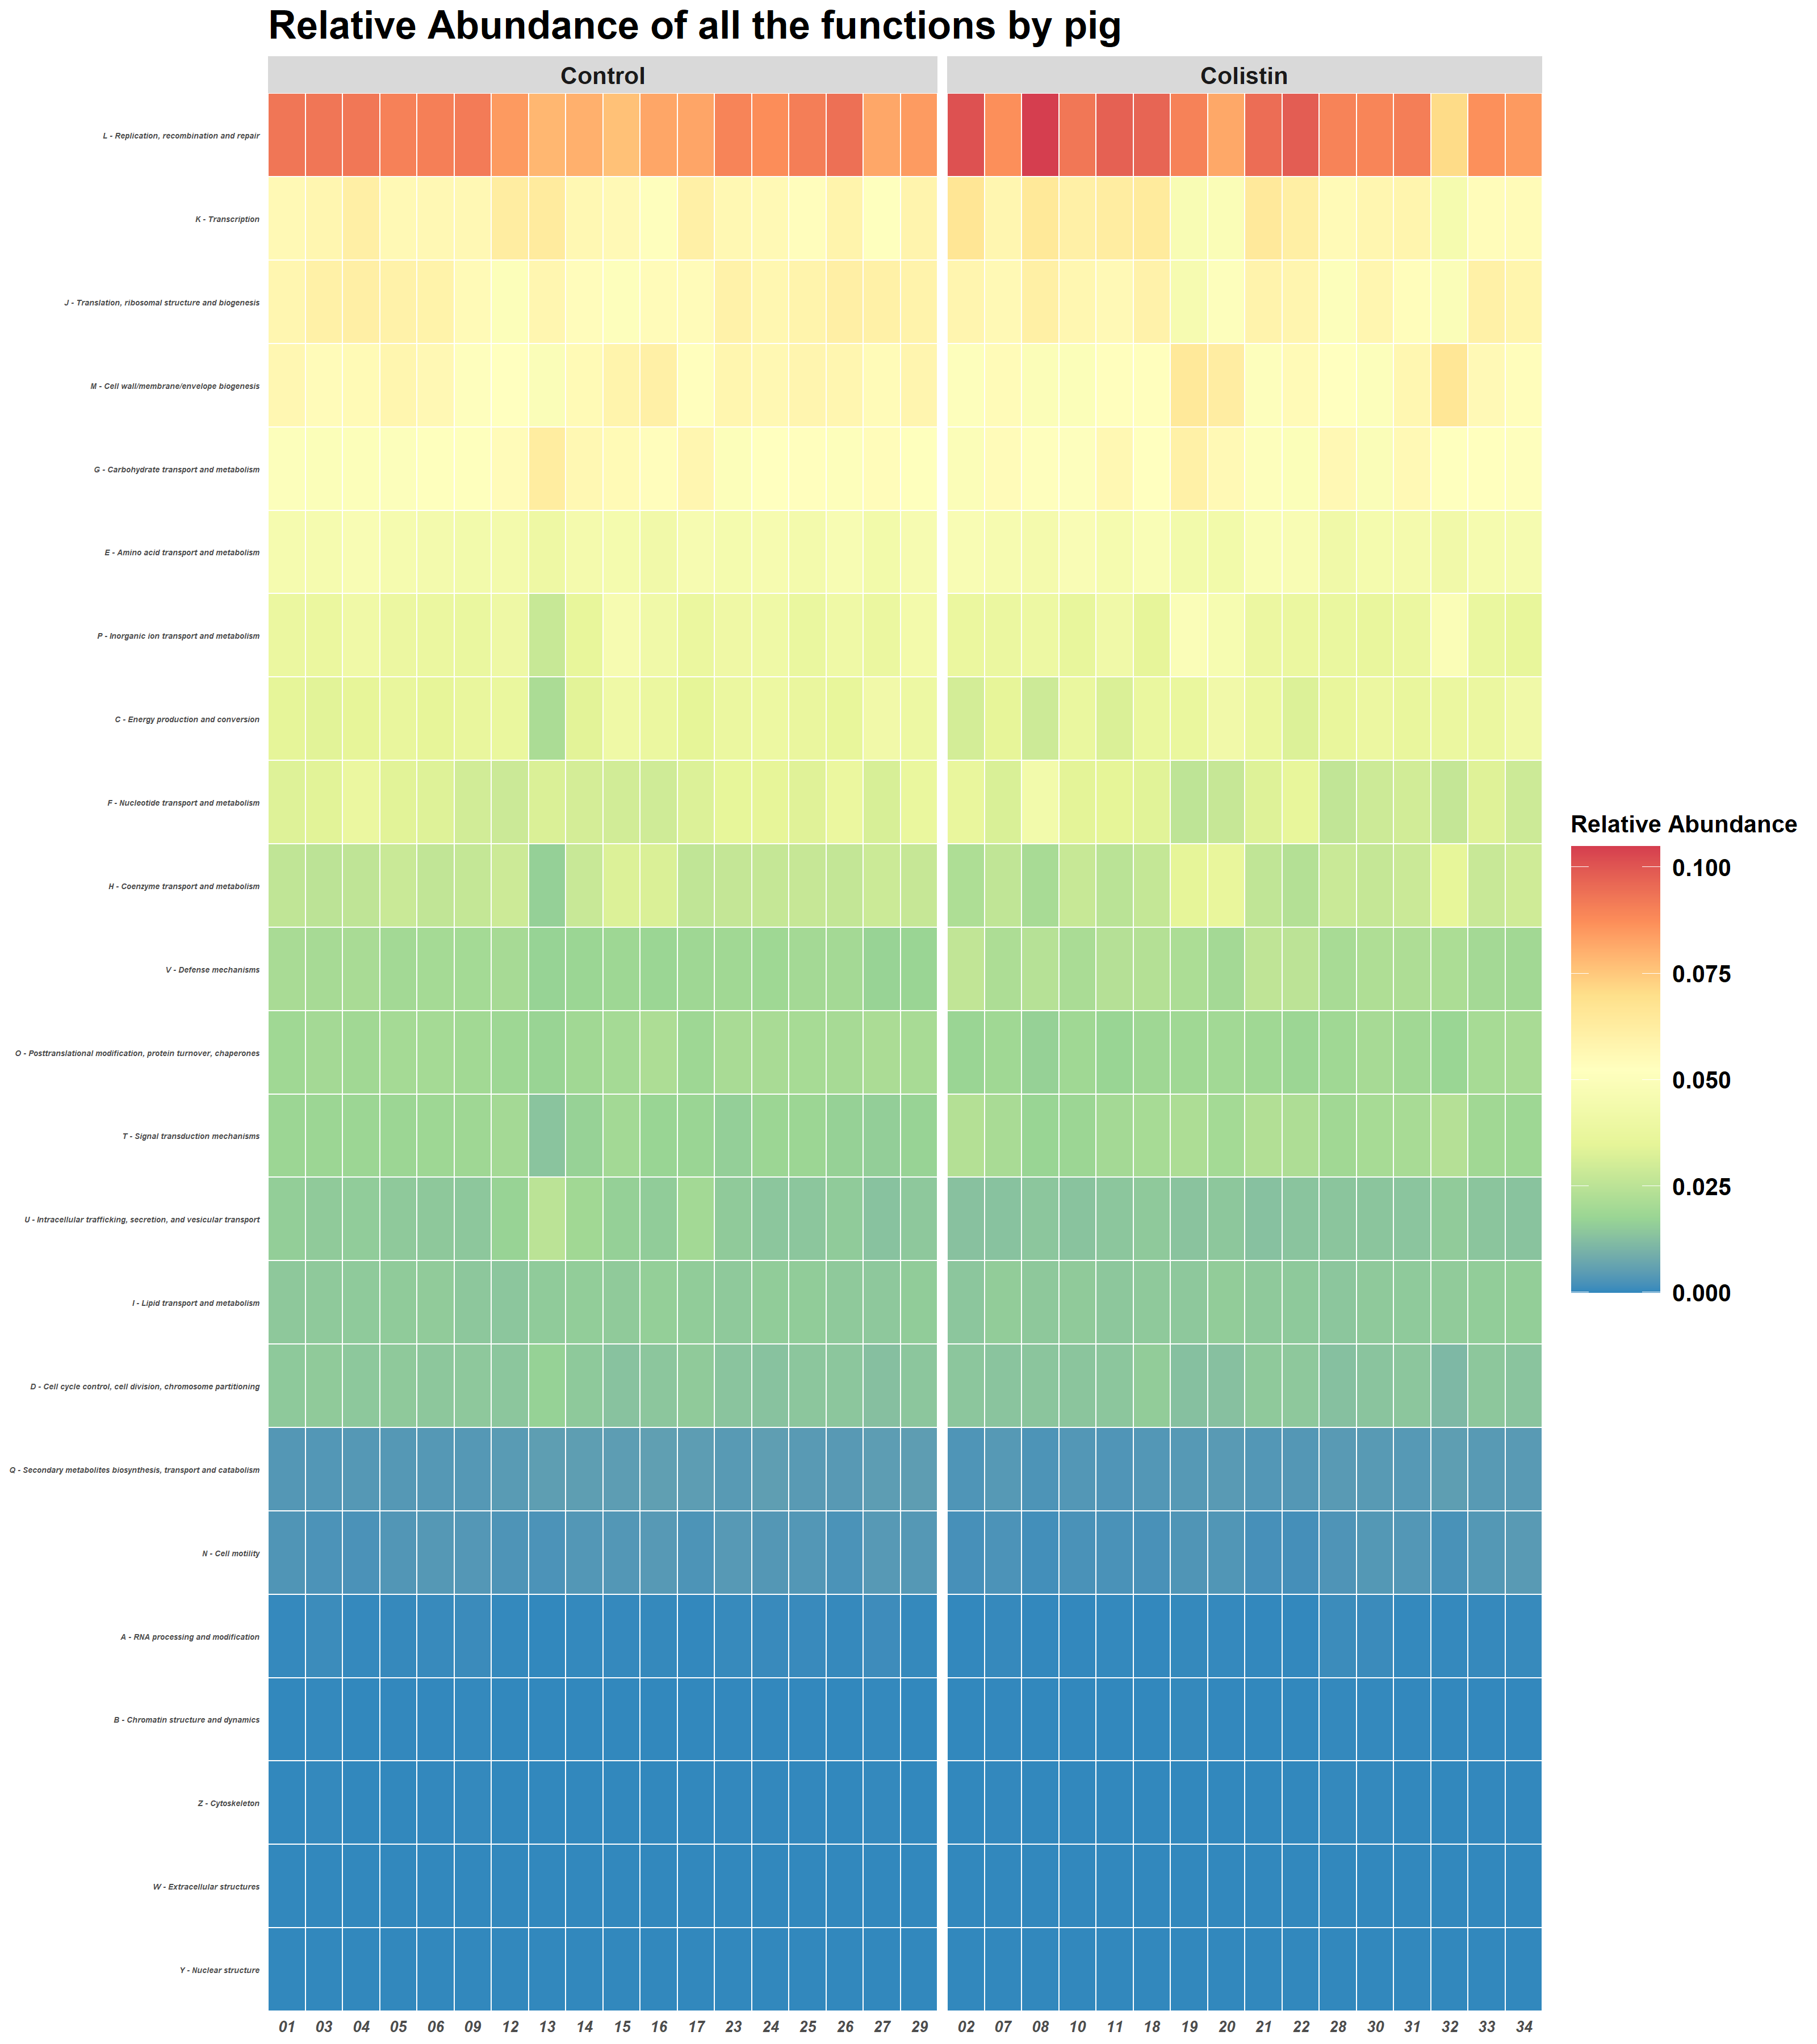 Relative Abundance of all the functions by pig
Control
Colistin
L - Replication, recombination and repair
K - Transcription
J - Translation, ribosomal structure and biogenesis
M - Cell wall/membrane/envelope biogenesis
G - Carbohydrate transport and metabolism
E - Amino acid transport and metabolism
P - Inorganic ion transport and metabolism
C - Energy production and conversion
F - Nucleotide transport and metabolism
H - Coenzyme transport and metabolism
V - Defense mechanisms
O - Posttranslational modification, protein turnover, chaperones
T - Signal transduction mechanisms
U - Intracellular trafficking, secretion, and vesicular transport
I - Lipid transport and metabolism
D - Cell cycle control, cell division, chromosome partitioning
Q - Secondary metabolites biosynthesis, transport and catabolism
N - Cell motility
A - RNA processing and modification
B - Chromatin structure and dynamics
Z - Cytoskeleton
W - Extracellular structures
Y - Nuclear structure
01 03 04 05 06 09 12 13 14 15 16 17 23 24 25 26 27 29
02 07 08 10 11 18 19 20 21 22 28 30 31 32 33 34
Relative Abundance
0.100
0.075
0.050
0.025
0.000